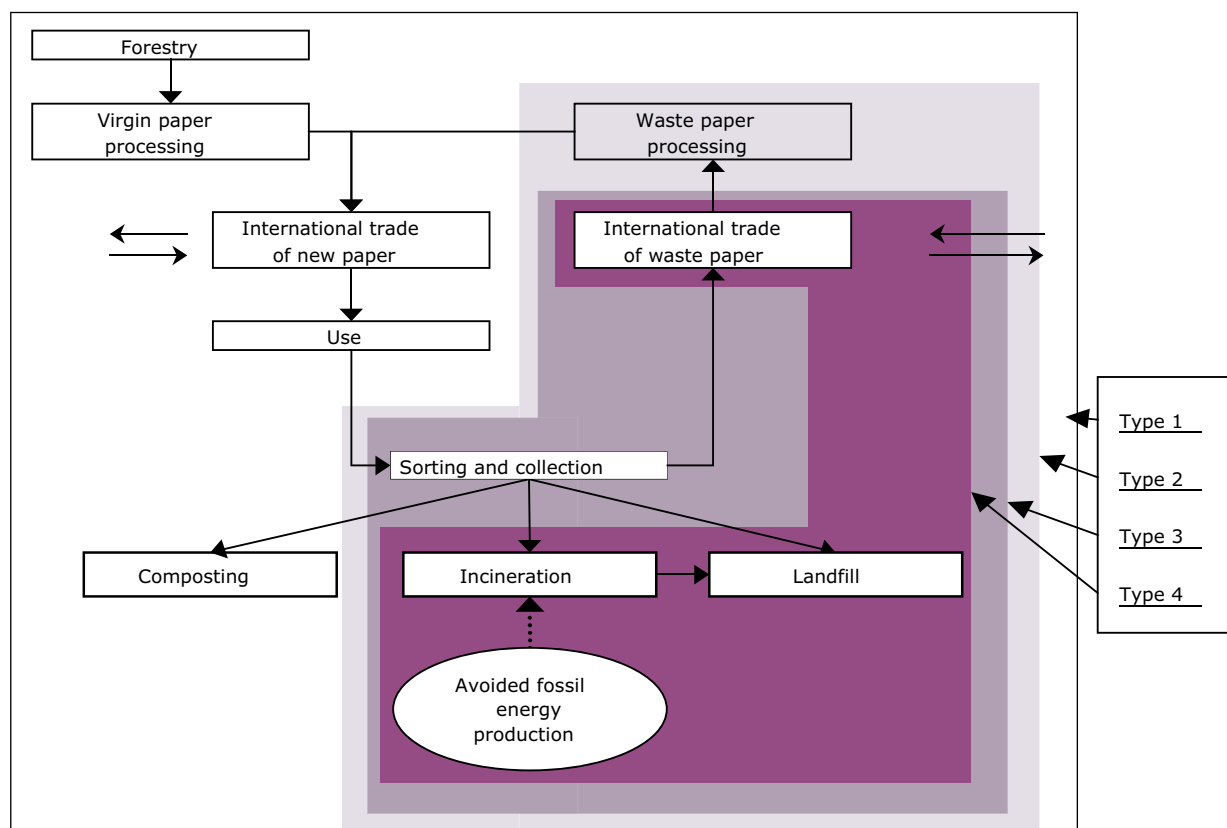 Forestry
Virgin paper
processing
Waste paper
processing
International trade
of new paper
International trade
of waste paper
Use
Sorting and collection
Composting
Incineration
Landfill
Avoided fossil
energy
production
Type 1
Type 2
Type 3
Type 4